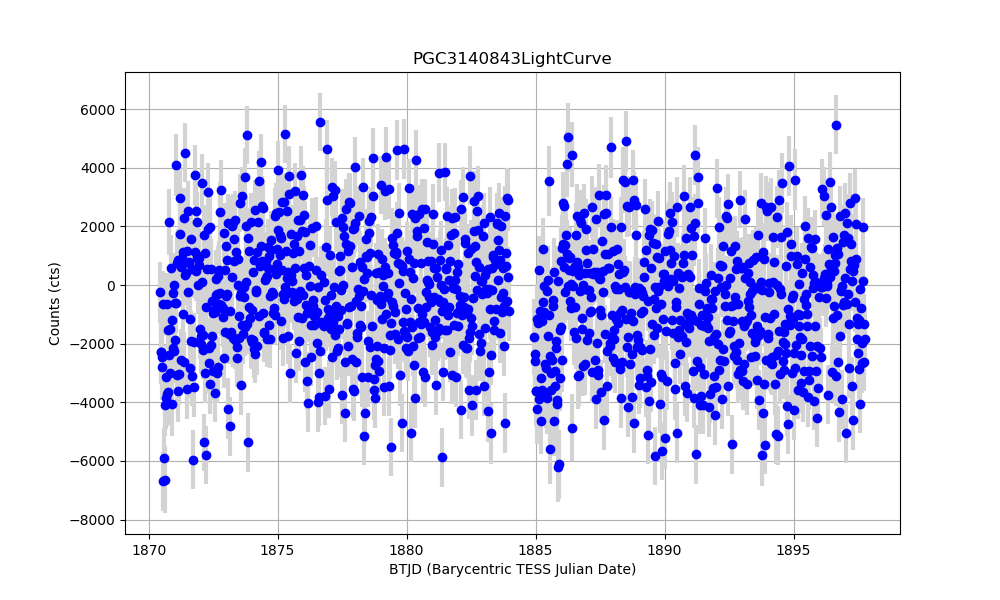 PGC3140843LightCurve
6000
4000
2000
0
−2000
−4000
−6000
−8000
Counts (cts)
1870 1875 1880 1885 1890 1895
BTJD (Barycentric TESS Julian Date)